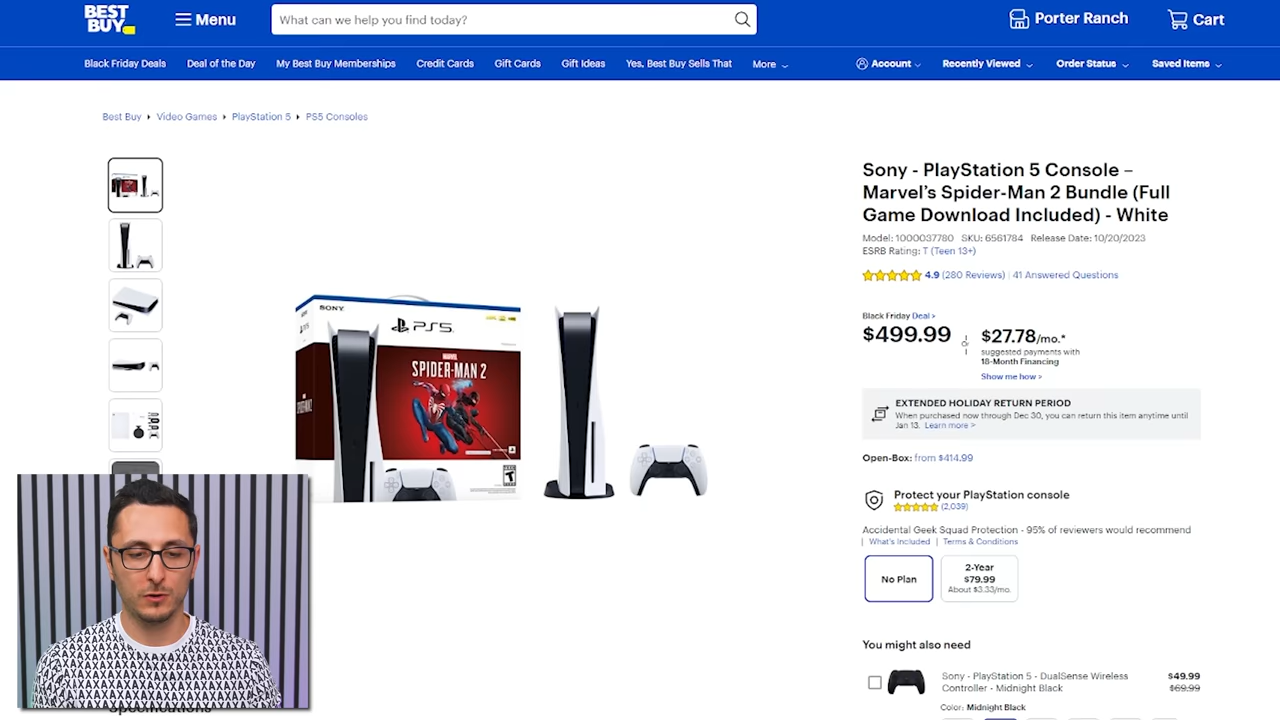 BEST
BUY
Menu
What can we help you find today?
Porter Ranch
Cart
Black Friday Deals
Deal of the Day
My Best Buy Memberships
Credit Cards
Gift Cards
Gift Ideas
Yes, Best Buy Sells That
More
Account
Recently Viewed
Order Status
Saved Items
Best Buy
Video Games
PlayStation 5
PS5 Consoles
Sony - PlayStation 5 Console –
Marvel's Spider-Man 2 Bundle (Full
Game Download Included) - White
Model: 1000037780 SKU: 6561784 Release Date: 10/20/2023
ESRB Rating: T (Teen 13+)
4.9 (280 Reviews) | 41 Answered Questions
Black Friday Deal >
$499.99
or
$27.78/mo.*
suggested payments with
18-Month Financing
Show me how >
EXTENDED HOLIDAY RETURN PERIOD
When purchased now through Dec 30, you can return this item anytime until
Jan 13. Learn more >
Open-Box: from $414.99
Protect your PlayStation console
(2,039)
Accidental Geek Squad Protection - 95% of reviewers would recommend
| What's Included | Terms & Conditions
No Plan
2-Year
$79.99
About $3.33/mo.
You might also need
Sony - PlayStation 5 - DualSense Wireless
Controller - Midnight Black
$49.99
$69.99
Color: Midnight Black
SONY
PS5
MARVEL
SPIDER-MAN 2
Specifications